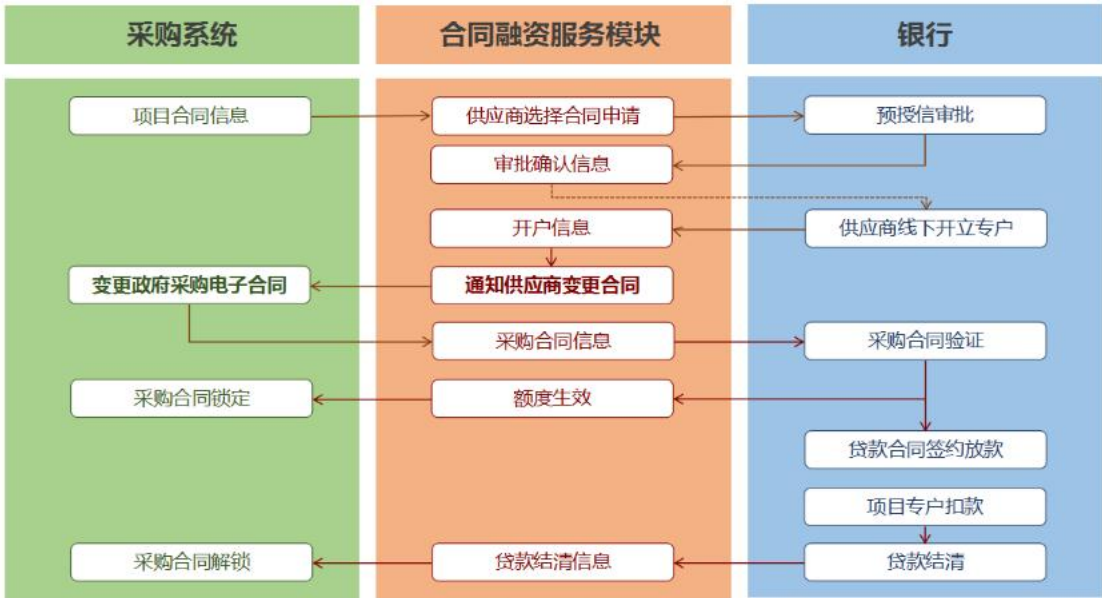 采购系统
合同融资服务模块
银行
项目合同信息
供应商选择合同申请
预授信审批
审批确认信息
开户信息
供应商线下开立专户
变更政府采购电子合同
通知供应商变更合同
采购合同信息
采购合同验证
采购合同锁定
额度生效
贷款合同签约放款
项目专户扣款
采购合同解锁
贷款结清信息
贷款结清